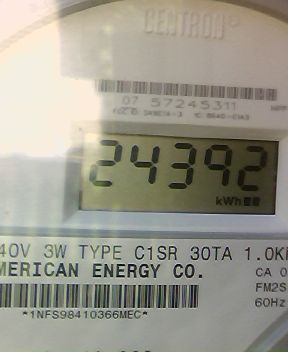 CENTRON®
07 57245311
24392
kWh
40V 3W TYPE C1SR 30TA 1.0K
MERICAN ENERGY CO.
CA 0
FM2S
60Hz
*1NFS98410366MEC*